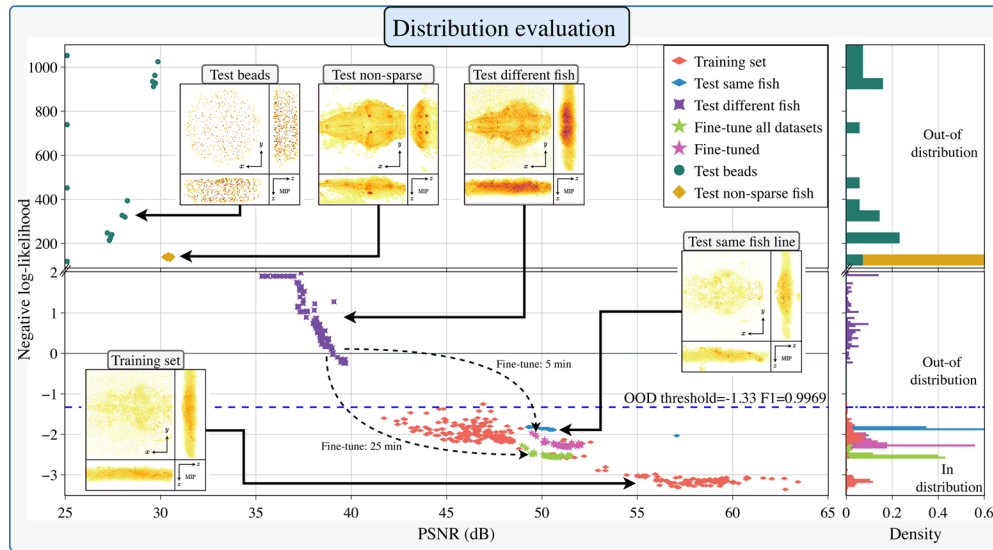 Distribution evaluation
1000
800
600
400
200
2
1
0
−1
−2
−3
25
30
35
40
45
50
55
60
65
Negative log-likelihood
PSNR (dB)
Test beads
x
y
z
MIP
z
Test non-sparse
x
y
z
MIP
z
Test different fish
x
y
z
MIP
z
Training set
Test same fish
Test different fish
Fine-tune all datasets
Fine-tuned
Test beads
Test non-sparse fish
Test same fish line
x
y
z
MIP
z
Training set
x
y
z
MIP
z
Fine-tune: 5 min
Fine-tune: 25 min
OOD threshold=-1.33 F1=0.9969
Out-of
distribution
Out-of
distribution
In
distribution
0
0.2
0.4
0.6
Density